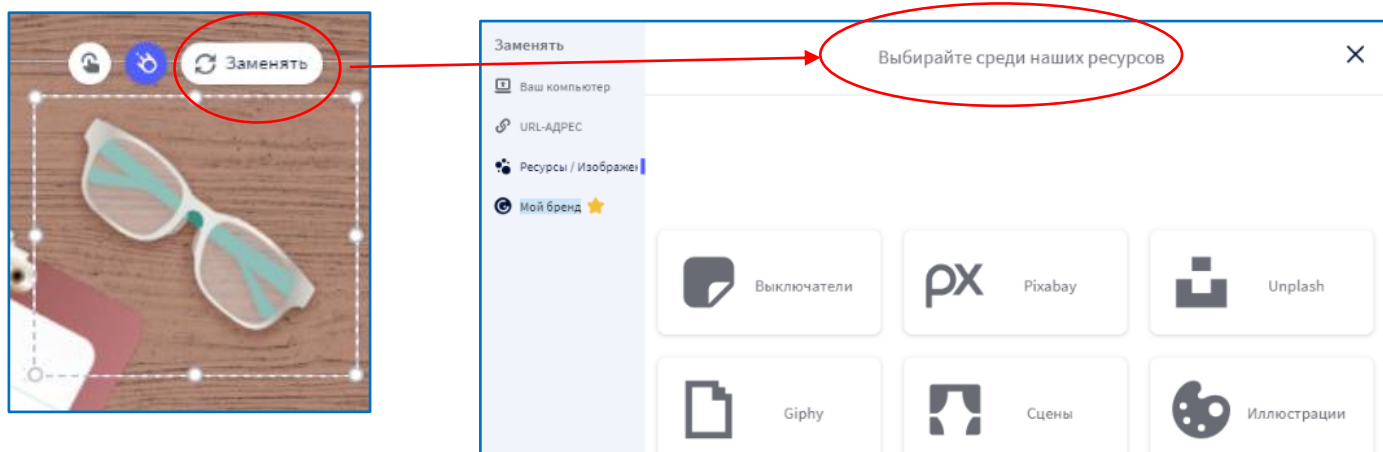 Заменять
Заменять
Выбирайте среди наших ресурсов
Ваш компьютер
URL-АДРЕС
Ресурсы / Изображен
Мой бренд
Выключатели
Pixabay
Unplash
Giphy
Сцены
Иллюстрации